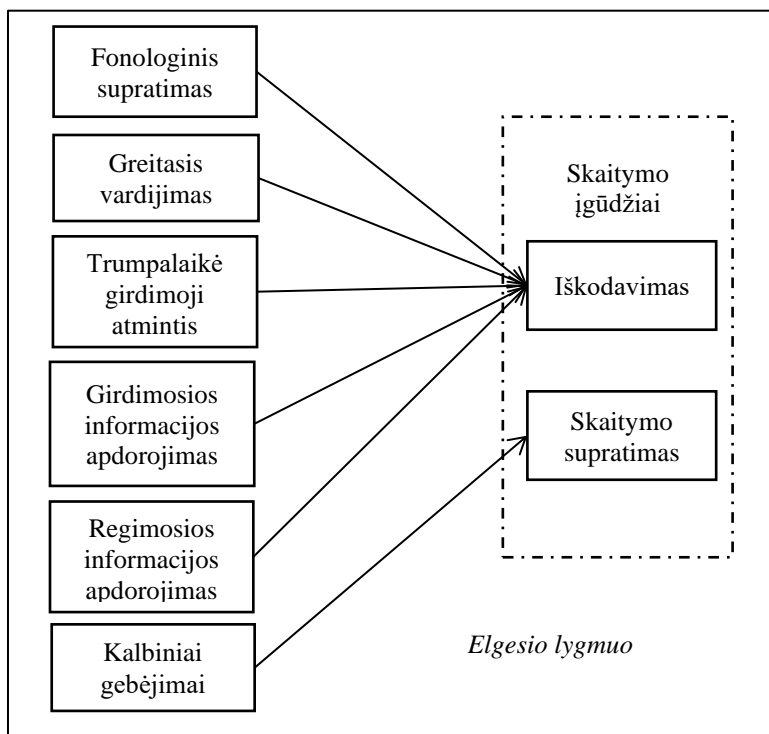 Fonologinis
supratimas
Greitasis
vardijimas
Trumpalaikė
girdimoji
atmintis
Girdimosios
informacijos
apdorojimas
Regimosios
informacijos
apdorojimas
Kalbiniai
gebėjimai
Skaitymo
įgūdžiai
Iškodavimas
Skaitymo
supratimas
Elgesio lygmuo